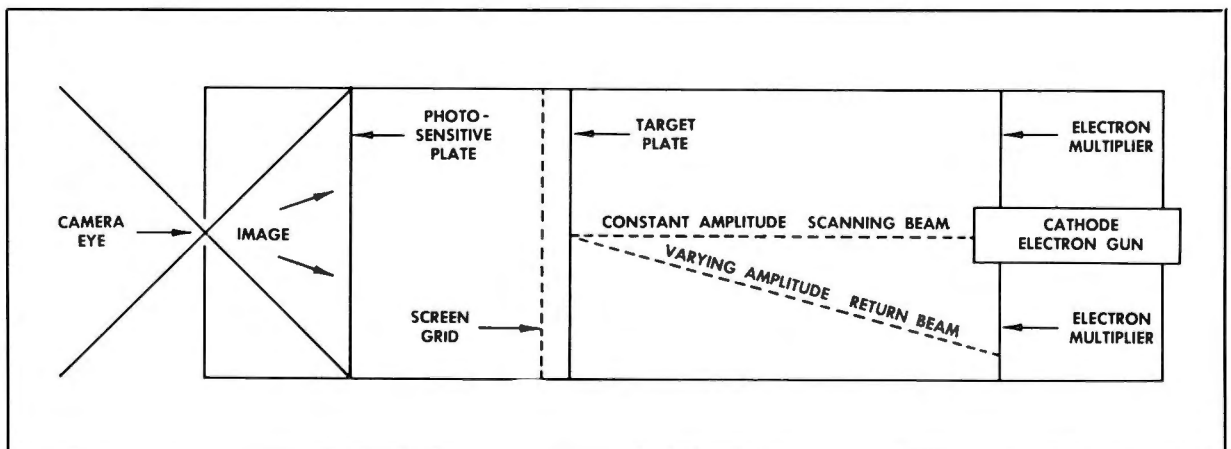 PHOTO-
SENSITIVE
PLATE
TARGET
PLATE
ELECTRON
MULTIPLIER
CAMERA
EYE
IMAGE
CONSTANT AMPLITUDE SCANNING BEAM
CATHODE
ELECTRON GUN
VARYING AMPLITUDE RETURN BEAM
SCREEN
GRID
ELECTRON
MULTIPLIER